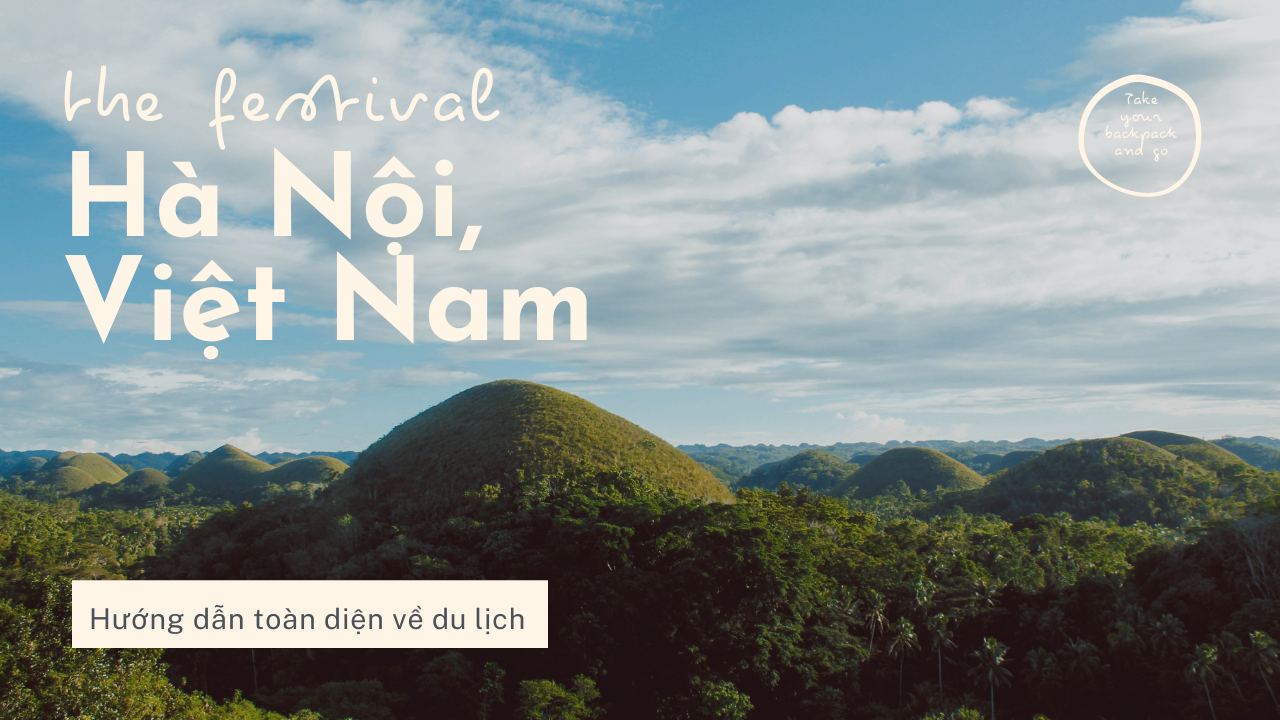 the festival
Hà Nội,
Việt Nam
Take
your
backpack
and go
Hướng dẫn toàn diện về du lịch